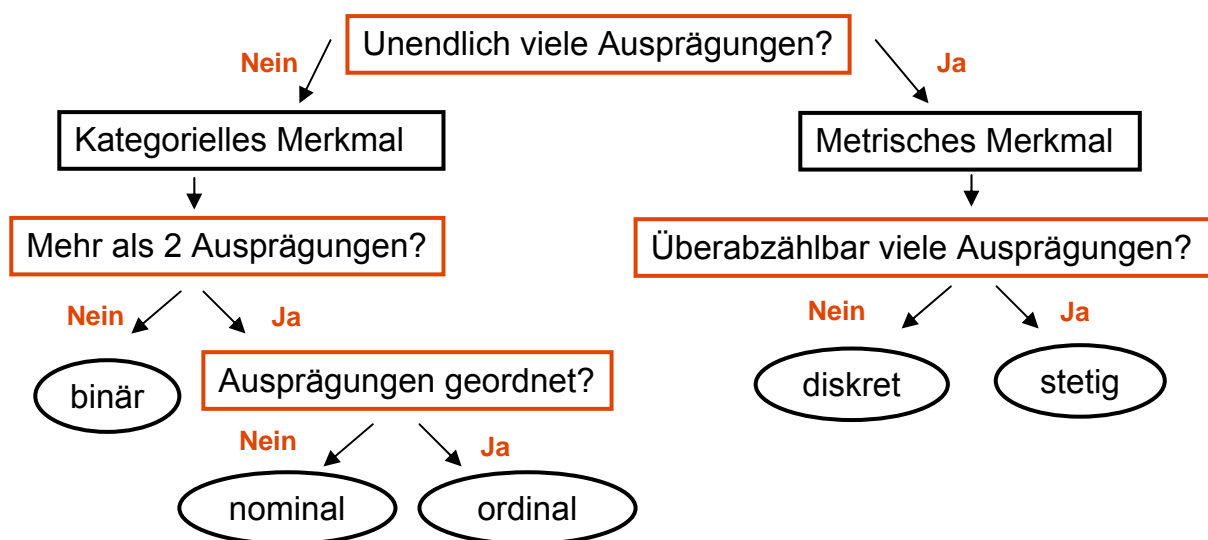 Unendlich viele Ausprägungen?
Nein
Ja
Kategorielles Merkmal
Metrisches Merkmal
Mehr als 2 Ausprägungen?
Überabzählbar viele Ausprägungen?
Nein
Ja
Nein
Ja
binär
Ausprägungen geordnet?
diskret
stetig
Nein
Ja
nominal
ordinal